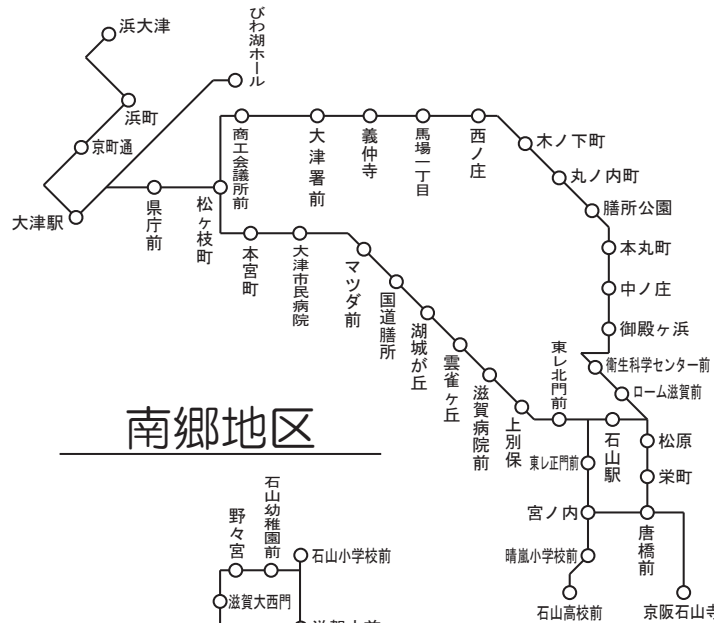 浜大津
びわ湖ホール
浜町
京町通
大津駅
県庁前
松ヶ枝町
商工会議所前
大津署前
義仲寺
馬場一丁目
西ノ庄
木ノ下町
丸ノ内町
膳所公園
本丸町
中ノ庄
御殿ヶ浜
衛生科学センター前
ローム滋賀前
本宮町
大津市民病院
マツダ前
国道膳所
湖城が丘
雲雀ヶ丘
滋賀病院前
上別保
東レ北門前
石山駅
松原
栄町
東レ正門前
宮ノ内
唐橋前
晴嵐小学校前
石山高校前
京阪石山寺
南郷地区
石山幼稚園前
野々宮
石山小学校前
滋賀大西門